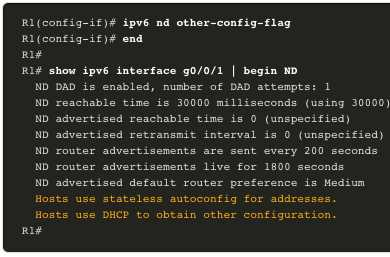 R1(config-if)# ipv6 nd other-config-flag
R1(config-if)# end
R1#
R1# show ipv6 interface g0/0/1 | begin ND
ND DAD is enabled, number of DAD attempts: 1
ND reachable time is 30000 milliseconds (using 30000)
ND advertised reachable time is 0 (unspecified)
ND advertised retransmit interval is 0 (unspecified)
ND router advertisements are sent every 200 seconds
ND router advertisements live for 1800 seconds
ND advertised default router preference is Medium
Hosts use stateless autoconfig for addresses.
Hosts use DHCP to obtain other configuration.
R1#